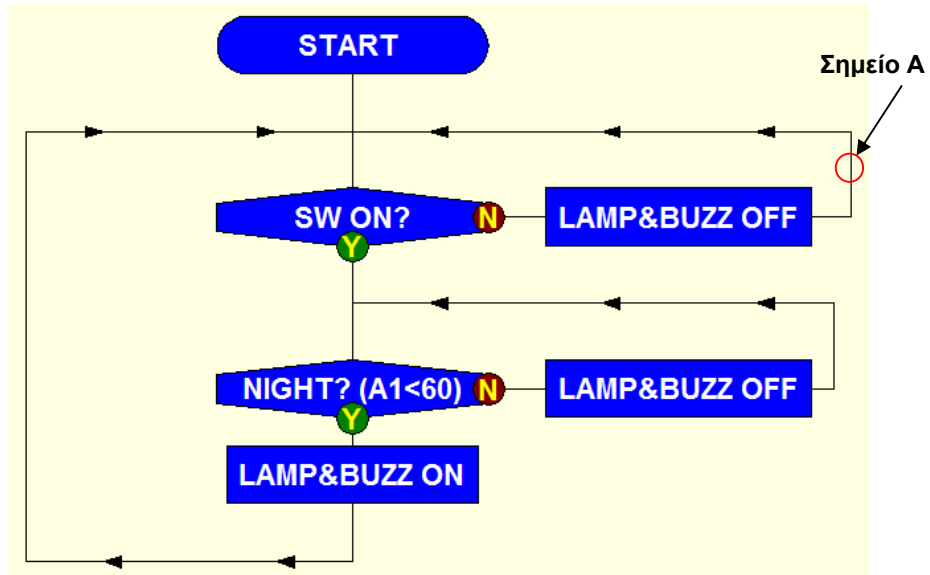 START
Σημείο Α
SW ON?
N
LAMP&BUZZ OFF
Y
NIGHT? (A1<60)
N
LAMP&BUZZ OFF
Y
LAMP&BUZZ ON